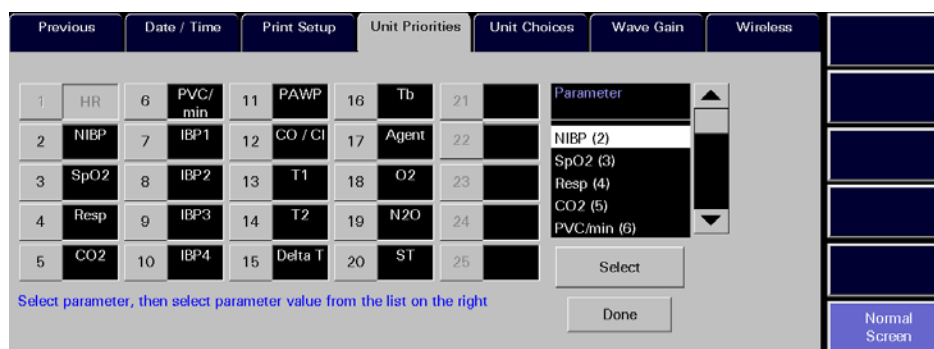 Previous Date / Time Print Setup Unit Priorities Unit Choices Wave Gain Wireless
1 HR 6 PVC/ min 11 PAWP 16 Tb 21 Parameter
2 NIBP 7 IBP1 12 CO / CI 17 Agent 22 NIBP (2)
SpO2 (3)
3 SpO2 8 IBP2 13 T1 18 O2 23 Resp (4)
CO2 (5)
4 Resp 9 IBP3 14 T2 19 N2O 24 PVC/min (6)
5 CO2 10 IBP4 15 Delta T 20 ST 25 Select
Select parameter, then select parameter value from the list on the right
Done
Normal
Screen